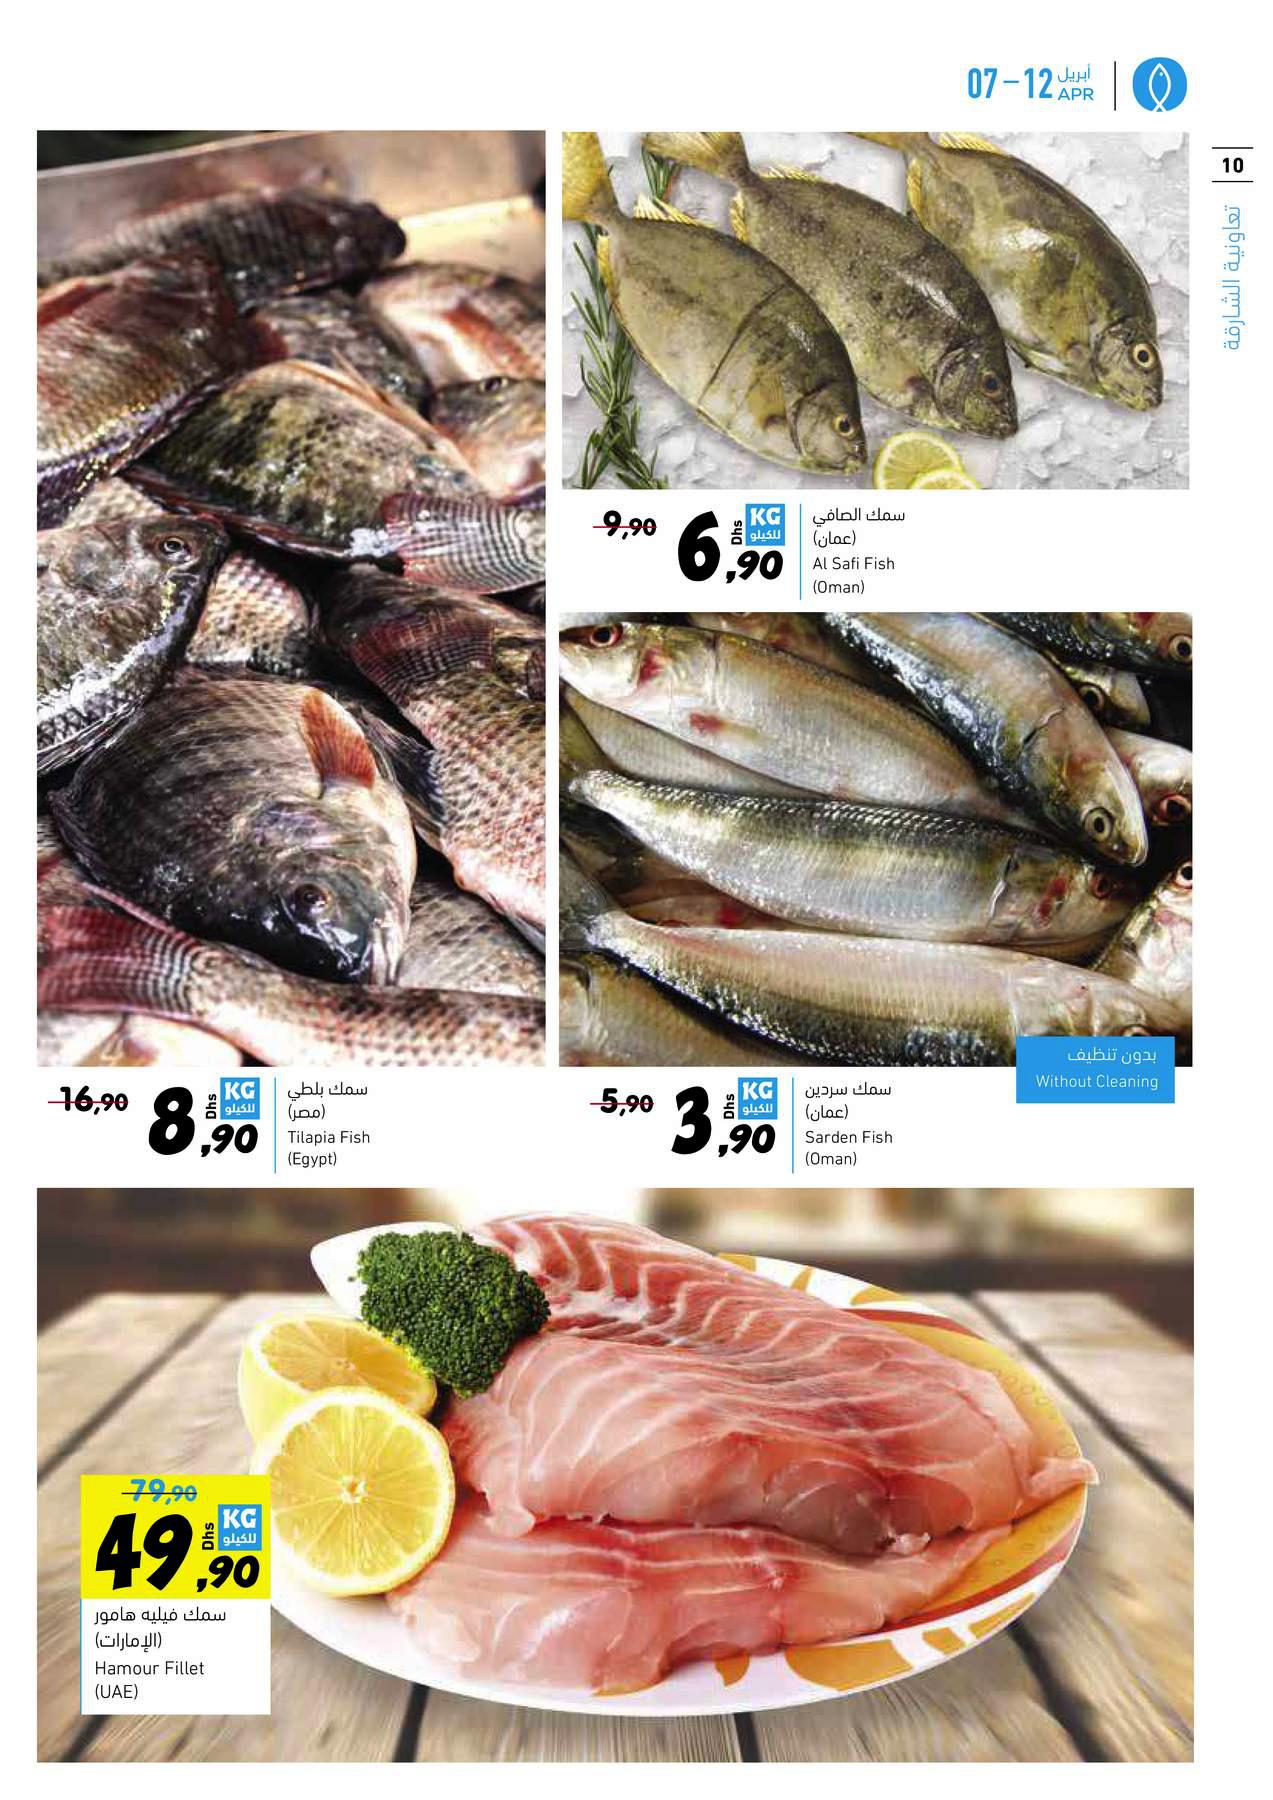 07 – 12 أبريل
APR
10
تعاونية الشارقة
9,90
6,90 Dhs
KG
للكيلو
سمك الصافي
(عمان)
Al Safi Fish
(Oman)
بدون تنظيف
Without Cleaning
16,90
8,90 Dhs
KG
للكيلو
سمك بلطي
(مصر)
Tilapia Fish
(Egypt)
5,90
3,90 Dhs
KG
للكيلو
سمك سردين
(عمان)
Sarden Fish
(Oman)
79,90
49,90 Dhs
KG
للكيلو
سمك فيليه هامور
(الإمارات)
Hamour Fillet
(UAE)